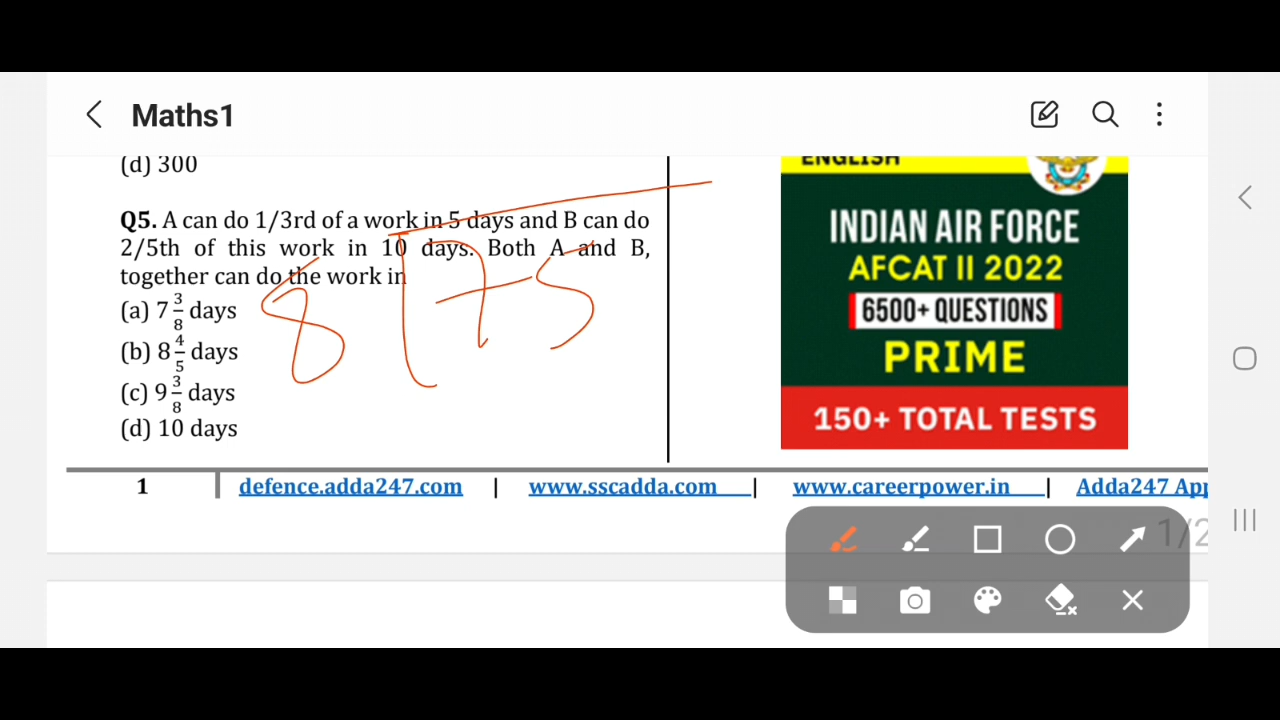 Maths1
(d) 300
Q5. A can do 1/3rd of a work in 5 days and B can do
2/5th of this work in 10 days. Both A and B,
together can do the work in
(a) 7 3/8 days
(b) 8 4/5 days
(c) 9 3/8 days
(d) 10 days
8 75
ENGLISH
INDIAN AIR FORCE
AFCAT II 2022
6500+ QUESTIONS
PRIME
150+ TOTAL TESTS
1 | defence.adda247.com | www.sscadda.com | www.careerpower.in | Adda247 App
1/2